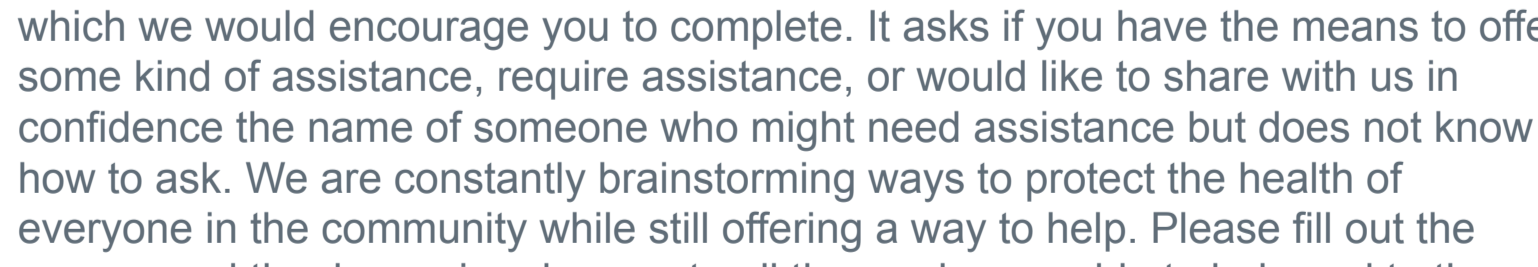 which we would encourage you to complete. It asks if you have the means to
some kind of assistance, require assistance, or would like to share with us in
confidence the name of someone who might need assistance but does not know
how to ask. We are constantly brainstorming ways to protect the health of
everyone in the community while still offering a way to help. Please fill out the